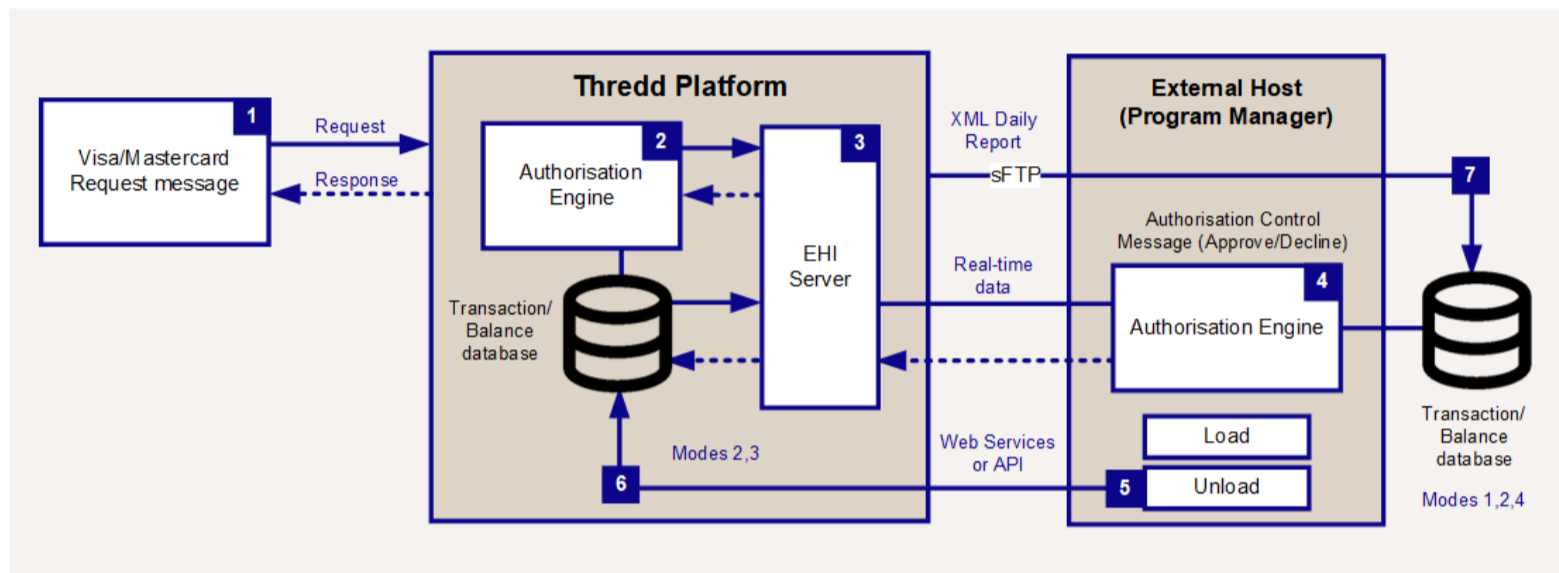 Thredd Platform
External Host
(Program Manager)
1
Visa/Mastercard
Request message
Request
Response
2
Authorisation
Engine
3
EHI
Server
Transaction/
Balance
database
Modes 2,3
6
XML Daily
Report
sFTP
7
Authorisation Control
Message (Approve/Decline)
Real-time
data
4
Authorisation Engine
Web Services
or API
Load
5
Unload
Transaction/
Balance
database
Modes 1,2,4